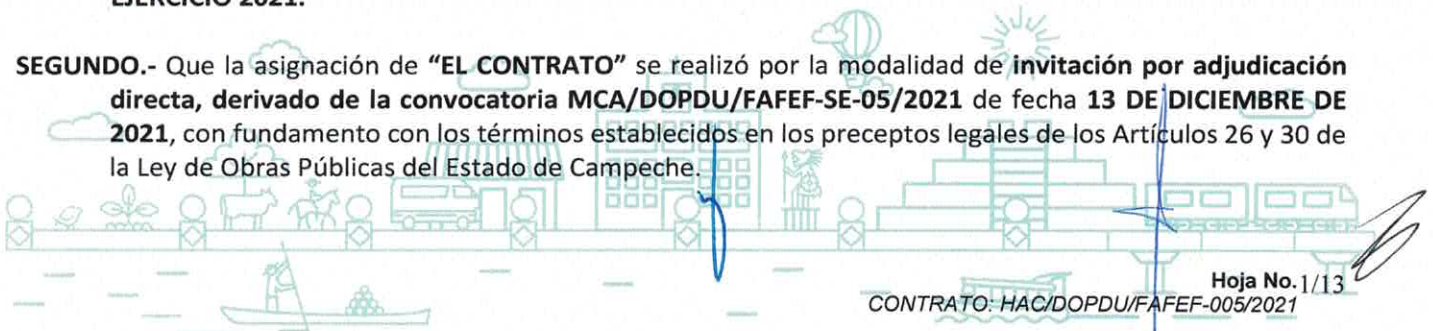 EJERCICIO 2021.
SEGUNDO.- Que la asignación de “EL CONTRATO” se realizó por la modalidad de invitación por adjudicación
directa, derivado de la convocatoria MCA/DOPDU/FAFEF-SE-05/2021 de fecha 13 DE DICIEMBRE DE
2021, con fundamento con los términos establecidos en los preceptos legales de los Artículos 26 y 30 de
la Ley de Obras Públicas del Estado de Campeche.
Hoja No.1/13
CONTRATO: HAC/DOPDU/FAFEF-005/2021